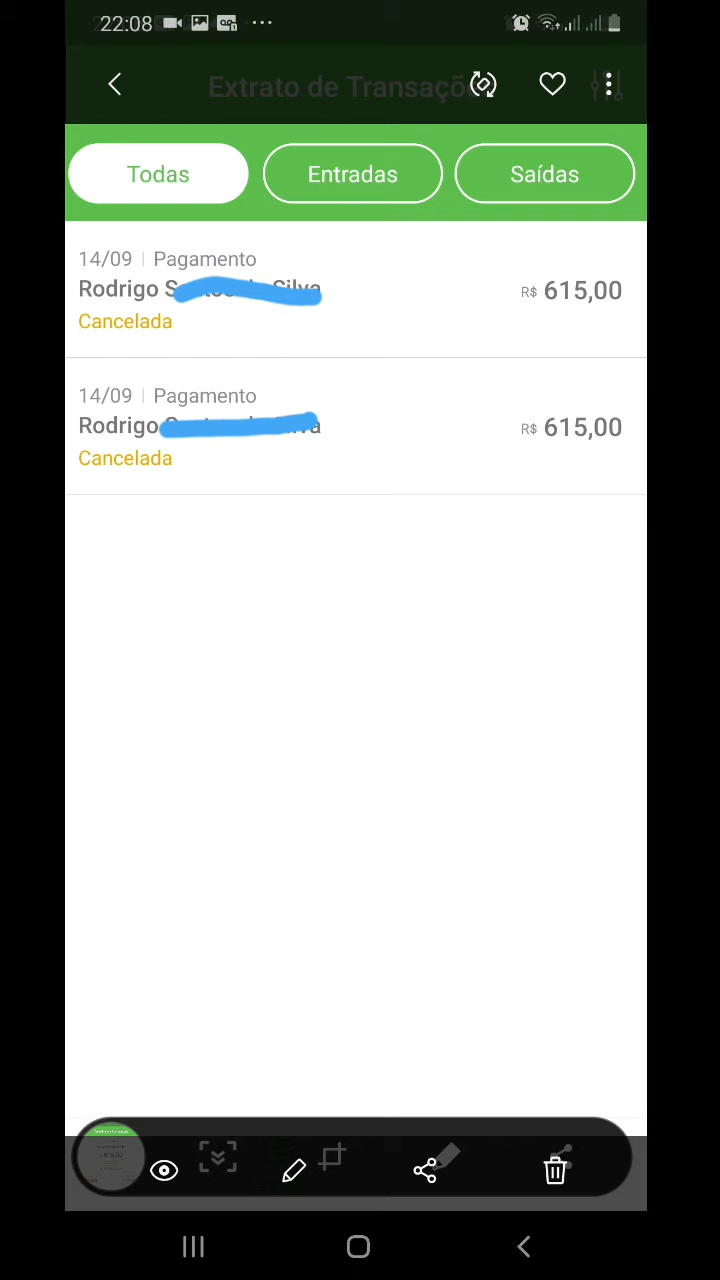 22:08
Extrato de Transaçõ
Todas
Entradas
Saídas
14/09 | Pagamento
Rodrigo
R$ 615,00
Cancelada
14/09 | Pagamento
Rodrigo
R$ 615,00
Cancelada